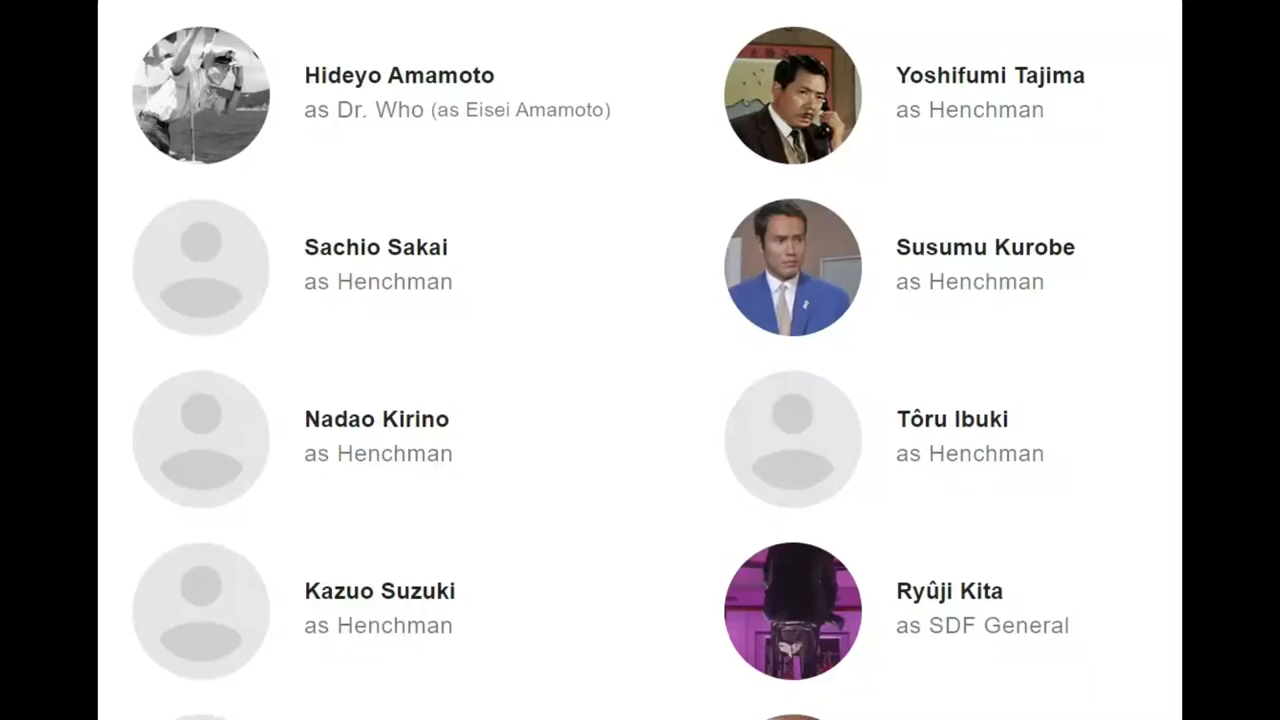 Hideyo Amamoto
as Dr. Who (as Eisei Amamoto)
Yoshifumi Tajima
as Henchman
Sachio Sakai
as Henchman
Susumu Kurobe
as Henchman
Nadao Kirino
as Henchman
Tôru Ibuki
as Henchman
Kazuo Suzuki
as Henchman
Ryûji Kita
as SDF General